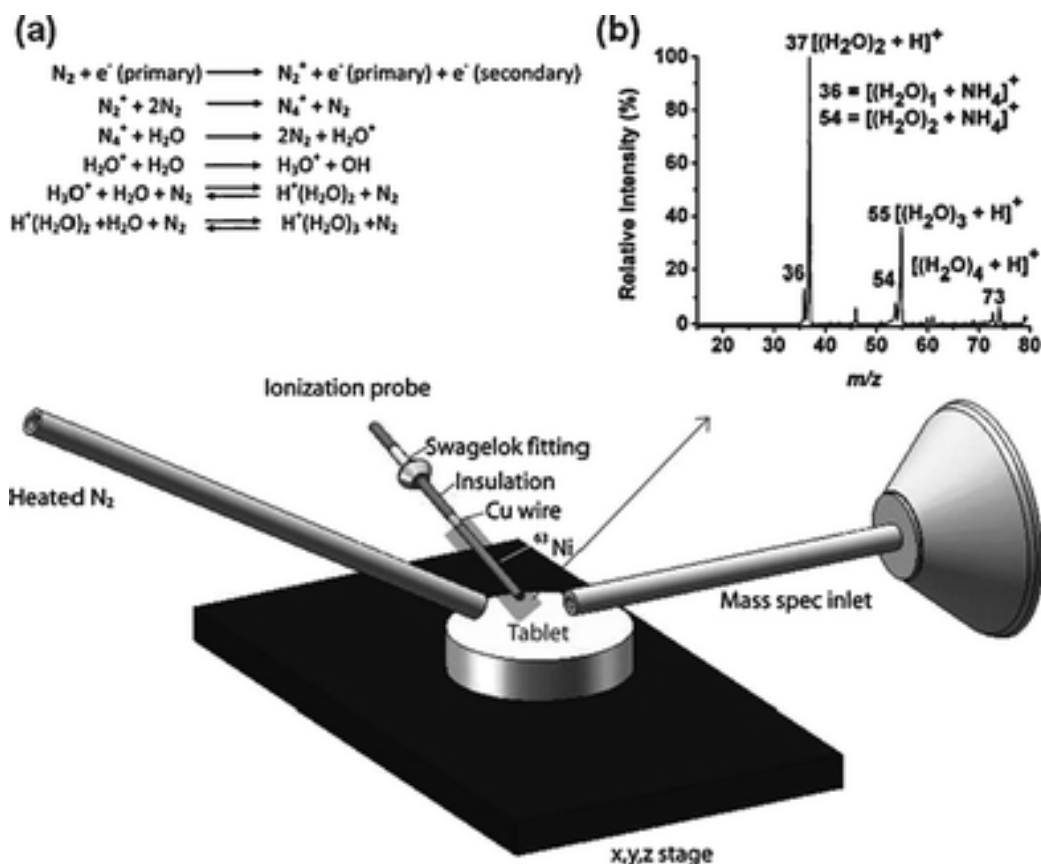 (a)
N₂ + e⁻ (primary) ⟶ N₂⁺ + e⁻ (primary) + e⁻ (secondary)
N₂⁺ + 2N₂ ⟶ N₄⁺ + N₂
N₄⁺ + H₂O ⟶ 2N₂ + H₂O⁺
H₂O⁺ + H₂O ⟶ H₃O⁺ + OH
H₃O⁺ + H₂O + N₂ ⇌ H⁺(H₂O)₂ + N₂
H⁺(H₂O)₂ +H₂O + N₂ ⇌ H⁺(H₂O)₃ +N₂
(b)
37 [(H₂O)₂ + H]⁺
36 = [(H₂O)₁ + NH₄]⁺
54 = [(H₂O)₂ + NH₄]⁺
55 [(H₂O)₃ + H]⁺
[(H₂O)₄ + H]⁺
36
54
73
Relative Intensity (%)
100
80
60
40
20
0
20 30 40 50 60 70 80
m/z
Ionization probe
Swagelok fitting
Insulation
Cu wire
⁶³Ni
Heated N₂
Mass spec inlet
Tablet
x,y,z stage